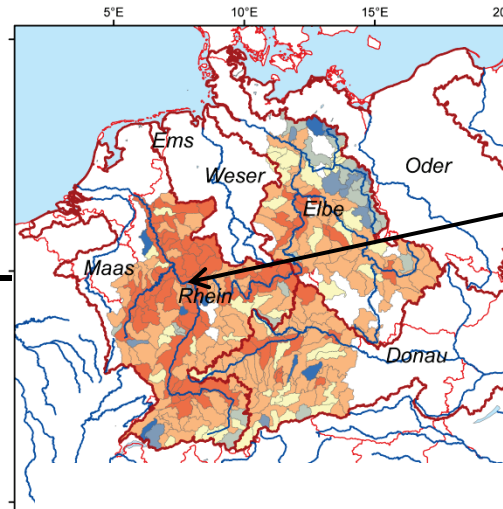 5°E 10°E 15°E 20
Ems
Weser
Oder
Elbe
Maas
Rhein
Donau